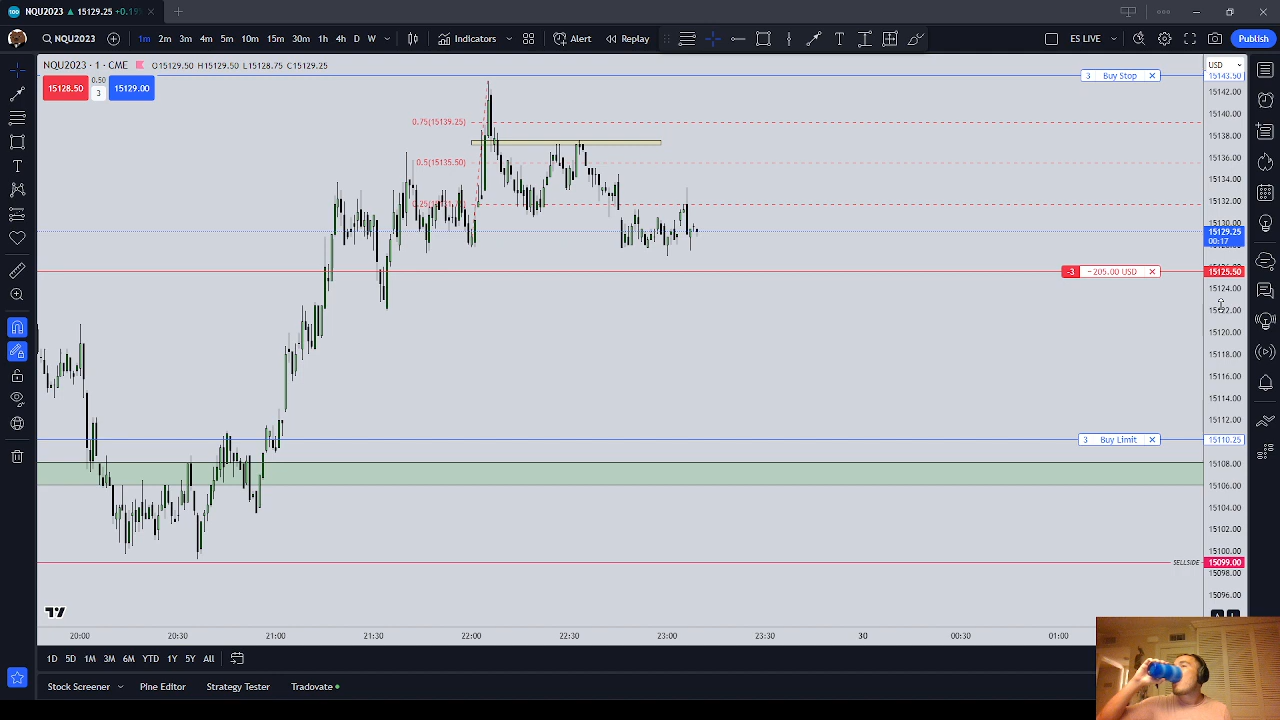 NQU2023 ▲ 15129.50 +0.19
NQU2023 1m 2m 3m 4m 5m 10m 15m 30m 1h 4h D W Indicators Alert Replay ES LIVE Publish
NQU2023 · 1 · CME O15129.50 H15129.50 L15128.75 C15129.25
USD
15128.50 0.50 3 15129.00
3 Buy Stop
15143.50
15142.00
15140.00
15138.00
15136.00
15134.00
15132.00
15130.00
15129.25
00:17
0.75(15139.25)
0.5(15135.50)
-3 −205.00 USD
15125.50
15124.00
15122.00
15120.00
15118.00
15116.00
15114.00
15112.00
3 Buy Limit
15110.25
15108.00
15106.00
15104.00
15102.00
15100.00
SELLSIDE
15099.00
15098.00
15096.00
20:00 20:30 21:00 21:30 22:00 22:30 23:00 23:30 30 00:30 01:00
1D 5D 1M 3M 6M YTD 1Y 5Y All
Stock Screener Pine Editor Strategy Tester Tradovate